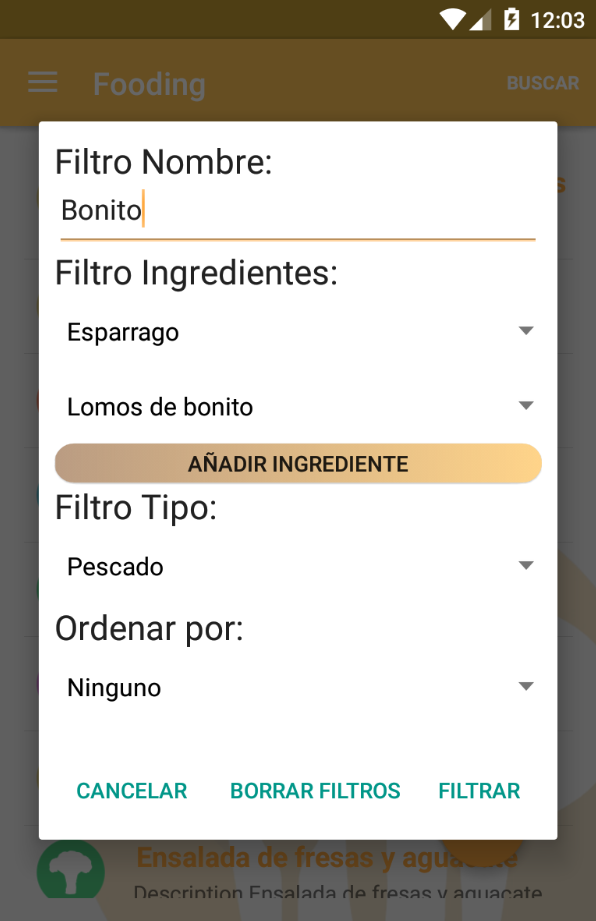 12:03
Fooding
BUSCAR
Filtro Nombre:
Bonito
Filtro Ingredientes:
Esparrago
Lomos de bonito
AÑADIR INGREDIENTE
Filtro Tipo:
Pescado
Ordenar por:
Ninguno
CANCELAR
BORRAR FILTROS
FILTRAR
Ensalada de fresas y aguacate
Description Ensalada de fresas y aguacate